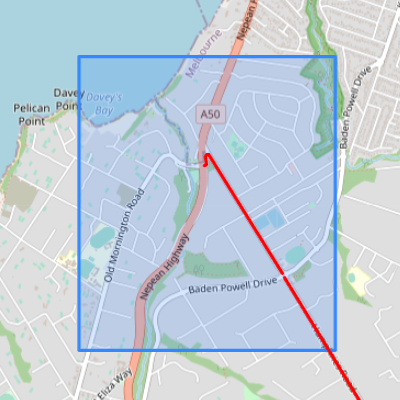 Nepean H
Melbourne
Davey
Point
Davey's
Bay
Pelican
Point
A50
Baden Powell Drive
Old Mornington Road
Nepean Highway
Baden Powell Drive
Road
Eliza Way